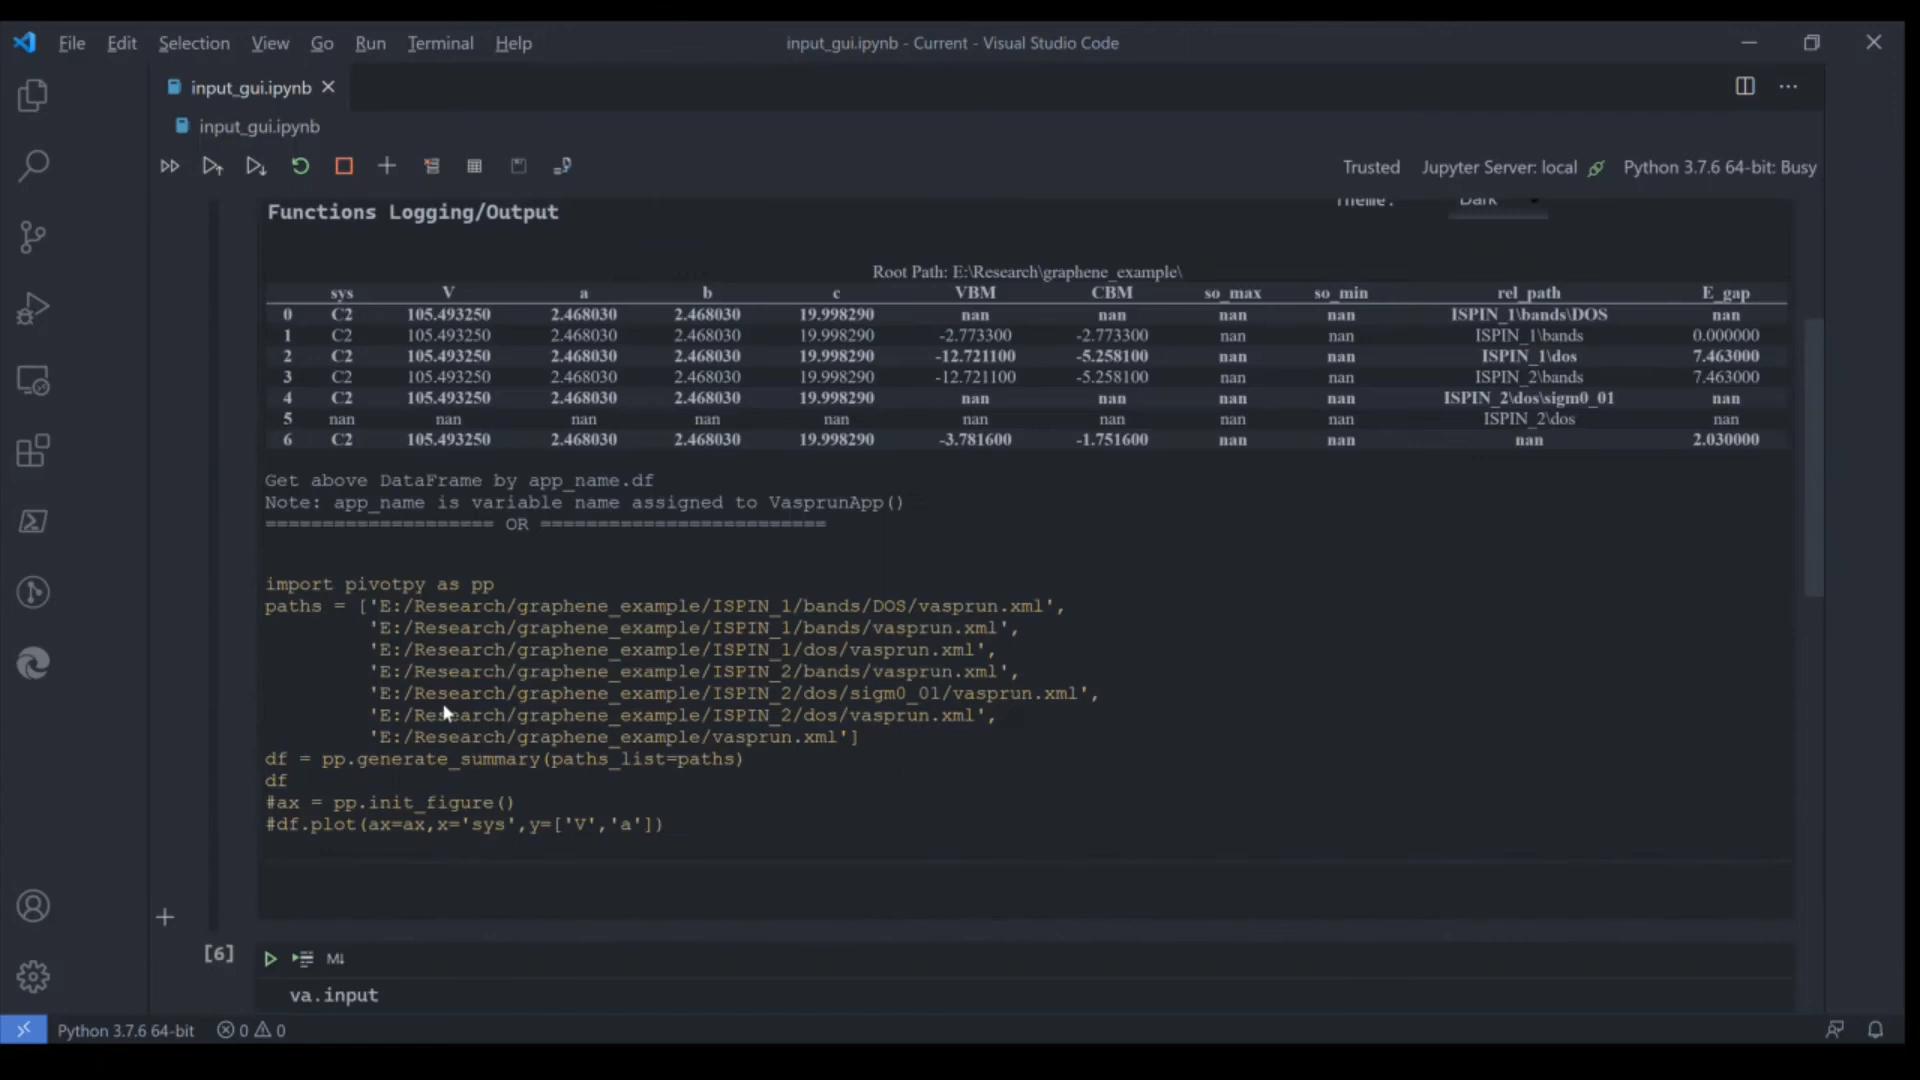 File Edit Selection View Go Run Terminal Help
input_gui.ipynb - Current - Visual Studio Code
input_gui.ipynb
input_gui.ipynb
Trusted Jupyter Server: local Python 3.7.6 64-bit: Busy
Functions Logging/Output
Theme: Dark
Root Path: E:\Research\graphene_example\
sys V a b c VBM CBM so_max so_min rel_path E_gap
0 C2 105.493250 2.468030 2.468030 19.998290 nan nan nan nan ISPIN_1\bands\DOS nan
1 C2 105.493250 2.468030 2.468030 19.998290 -2.773300 -2.773300 nan nan ISPIN_1\bands 0.000000
2 C2 105.493250 2.468030 2.468030 19.998290 -12.721100 -5.258100 nan nan ISPIN_1\dos 7.463000
3 C2 105.493250 2.468030 2.468030 19.998290 -12.721100 -5.258100 nan nan ISPIN_2\bands 7.463000
4 C2 105.493250 2.468030 2.468030 19.998290 nan nan nan nan ISPIN_2\dos\sigm0_01 nan
5 nan nan nan nan nan nan nan nan nan ISPIN_2\dos nan
6 C2 105.493250 2.468030 2.468030 19.998290 -3.781600 -1.751600 nan nan nan 2.030000
Get above DataFrame by app_name.df
Note: app_name is variable name assigned to VasprunApp()
==================== OR =========================
import pivotpy as pp
paths = ['E:/Research/graphene_example/ISPIN_1/bands/DOS/vasprun.xml',
'E:/Research/graphene_example/ISPIN_1/bands/vasprun.xml',
'E:/Research/graphene_example/ISPIN_1/dos/vasprun.xml',
'E:/Research/graphene_example/ISPIN_2/bands/vasprun.xml',
'E:/Research/graphene_example/ISPIN_2/dos/sigm0_01/vasprun.xml',
'E:/Research/graphene_example/ISPIN_2/dos/vasprun.xml',
'E:/Research/graphene_example/vasprun.xml']
df = pp.generate_summary(paths_list=paths)
df
#ax = pp.init_figure()
#df.plot(ax=ax,x='sys',y=['V','a'])
[6] M↓
va.input
Python 3.7.6 64-bit 0 0